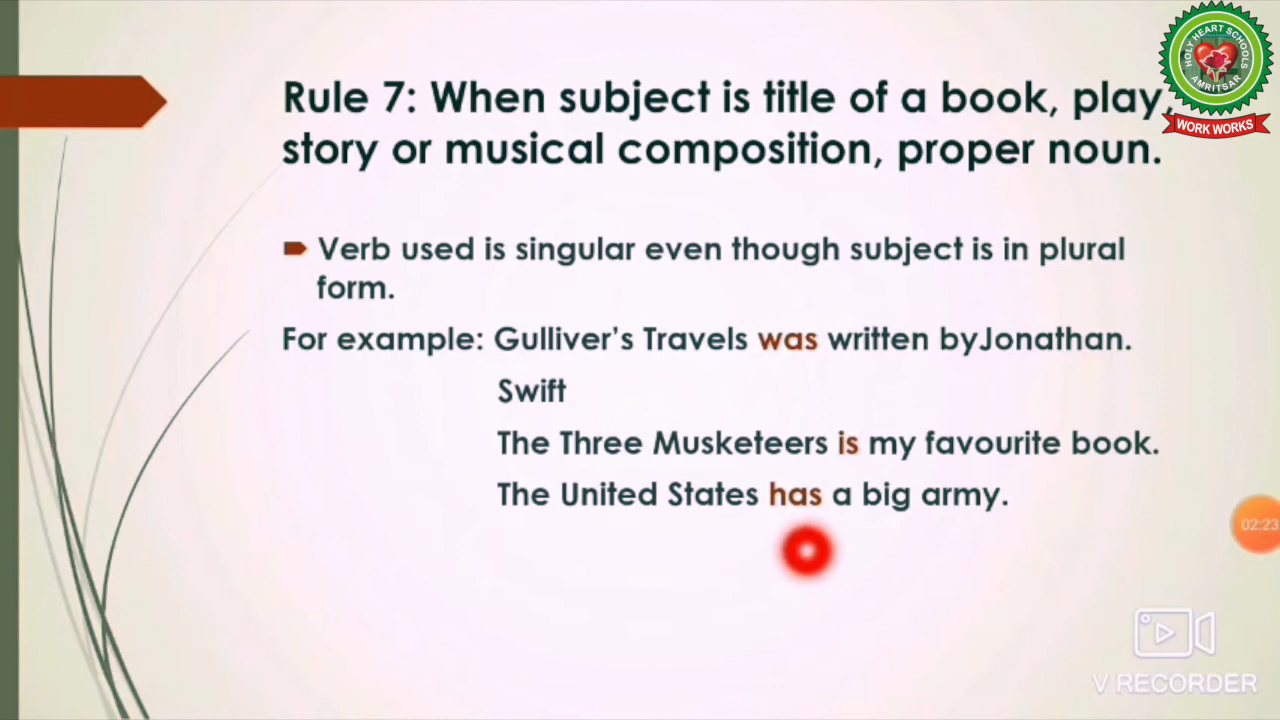 Rule 7: When subject is title of a book, play,
story or musical composition, proper noun.
Verb used is singular even though subject is in plural
form.
For example: Gulliver's Travels was written byJonathan.
Swift
The Three Musketeers is my favourite book.
The United States has a big army.
HOLY HEART SCHOOLS
AMRITSAR
WORK WORKS
02:23
V RECORDER